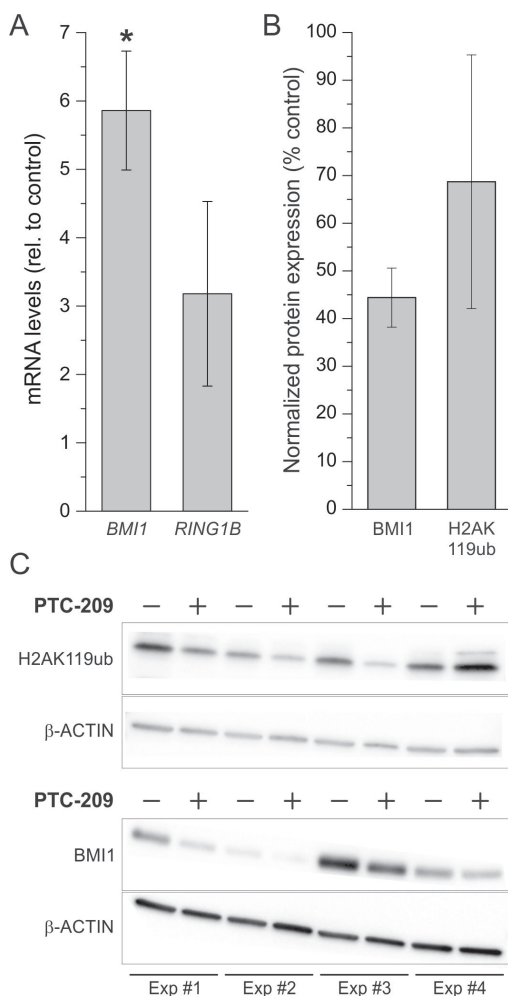 A
mRNA levels (rel. to control)
7
6
5
4
3
2
1
0
*
BMI1 RING1B
B
Normalized protein expression (% control)
100
90
80
70
60
50
40
30
20
10
0
BMI1 H2AK
119ub
C
PTC-209 – + – + – + – +
H2AK119ub
β-ACTIN
PTC-209 – + – + – + – +
BMI1
β-ACTIN
Exp #1 Exp #2 Exp #3 Exp #4